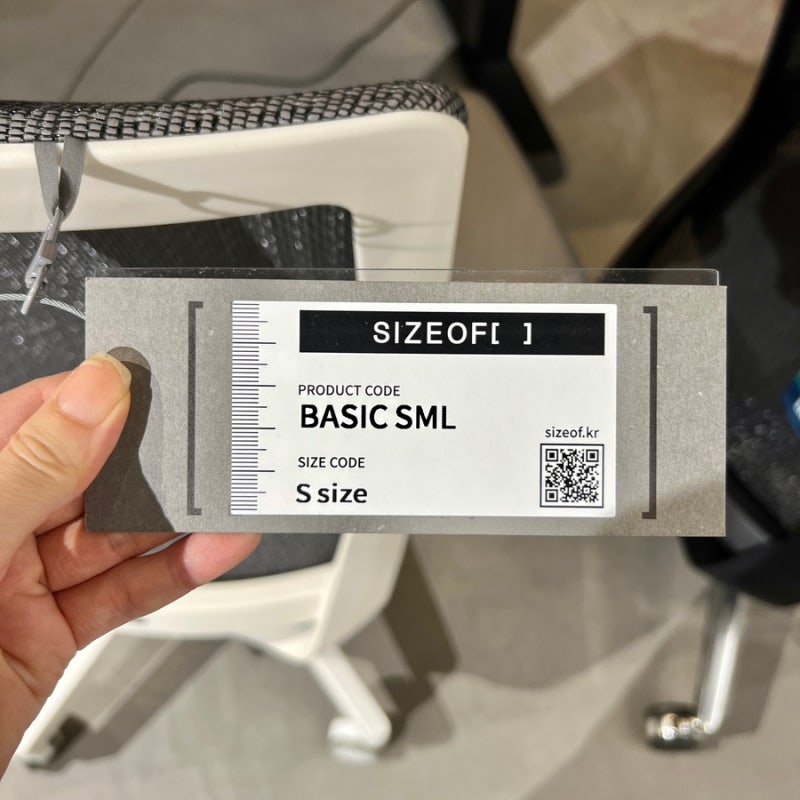 SIZEOF[ ]
PRODUCT CODE
BASIC SML
sizeof.kr
SIZE CODE
S size